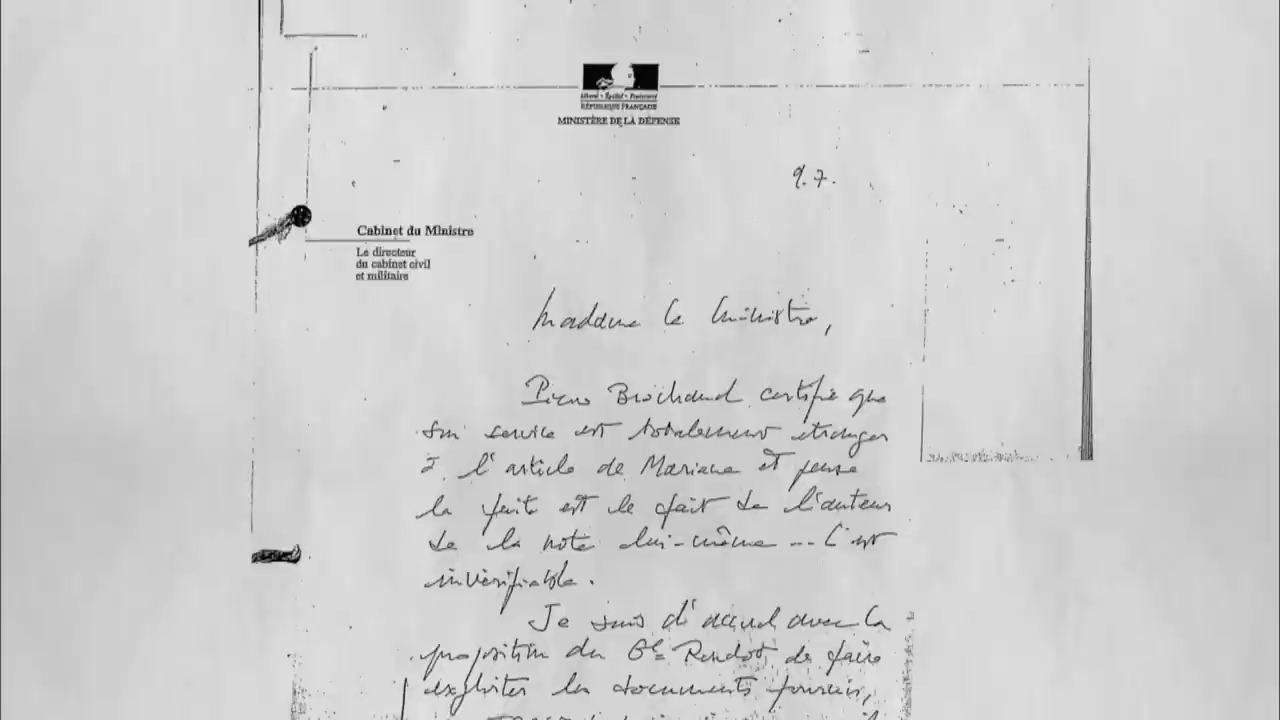 Liberté • Égalité • Fraternité
RÉPUBLIQUE FRANÇAISE
MINISTÈRE DE LA DÉFENSE
9.7.
Cabinet du Ministre
Le directeur
du cabinet civil
et militaire
Madame le Ministre,
Pierre Brochand certifie que
son service est totalement étranger
à l'article de Mariane et pense
la fuite est le fait de l'auteur
de la note lui-même -- C'est
invérifiable.
Je suis d'accord avec la
proposition du Gal Rondot, de faire
exploiter les documents fournis,